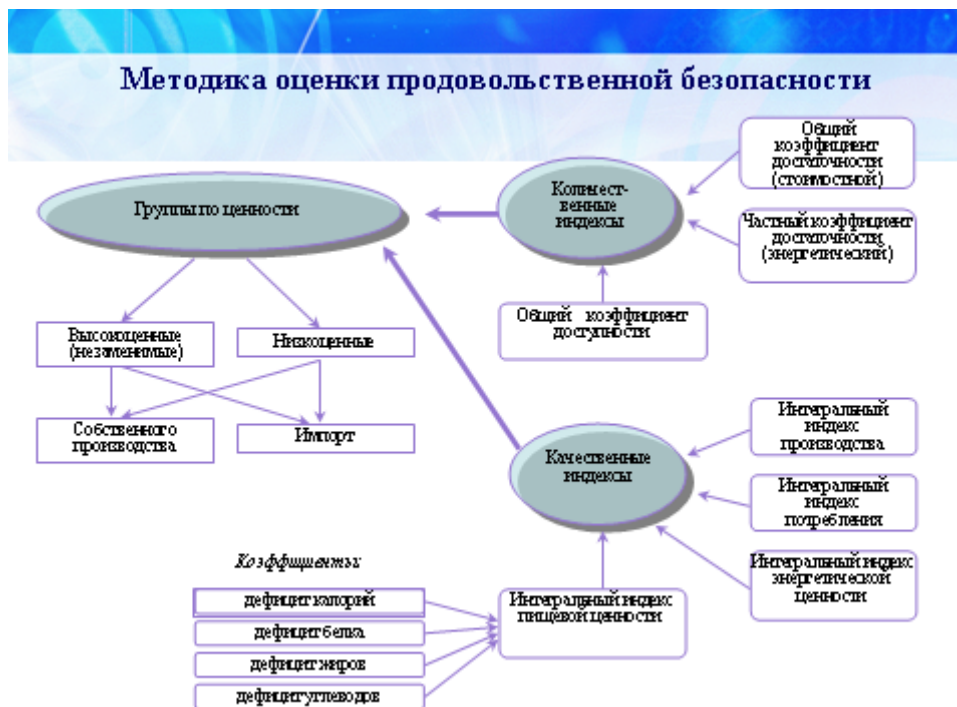 Методика оценки продовольственной безопасности
Общий
коэффициент
достаточности
(стоимостной)
Количест-
венные
индексы
Группы по ценности
Частный коэффициент
достаточности
(энергетический)
Общий коэффициент
доступности
Высокоценные
(незаменимые)
Низкоценные
Собственного
производства
Импорт
Интегральный
индекс
производства
Качественные
индексы
Интегральный
индекс
потребления
Интегральный индекс
энергетической
ценности
Коэффициенты:
дефицит калорий
дефицит белка
дефицит жиров
дефицит углеводов
Интегральный индекс
пищевой ценности